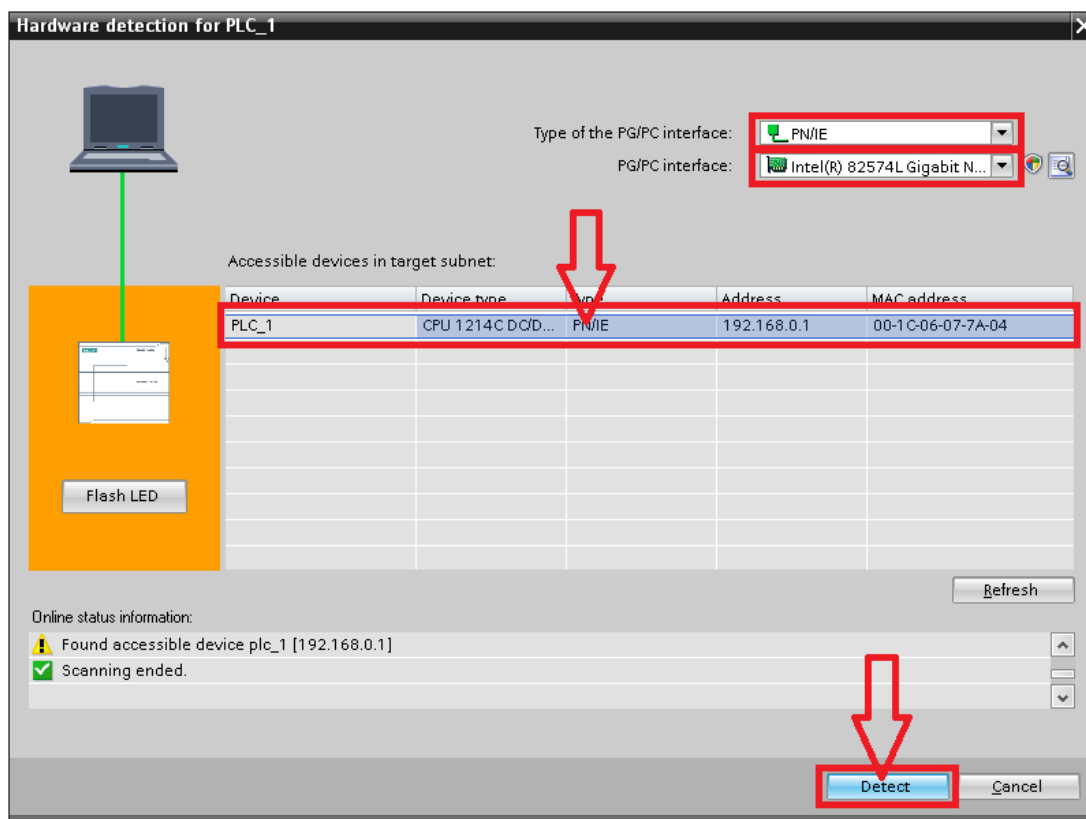 Hardware detection for PLC_1
Type of the PG/PC interface: PN/IE
PG/PC interface: Intel(R) 82574L Gigabit N...
Accessible devices in target subnet:
Device Device type Type Address MAC address
PLC_1 CPU 1214C DC/D... PN/IE 192.168.0.1 00-1C-06-07-7A-04
Flash LED
Refresh
Online status information:
Found accessible device plc_1 [192.168.0.1]
Scanning ended.
Detect Cancel